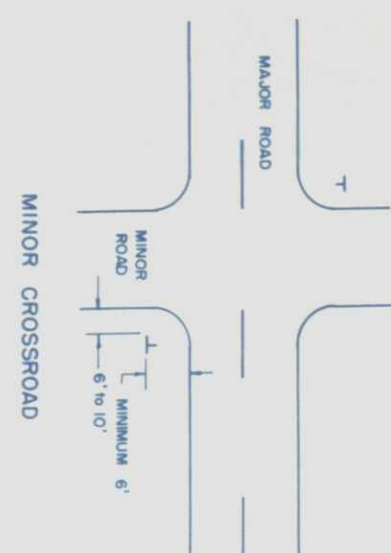 MAJOR ROAD
MINOR
ROAD
MINIMUM 6'
6' to 10'
MINOR CROSSROAD